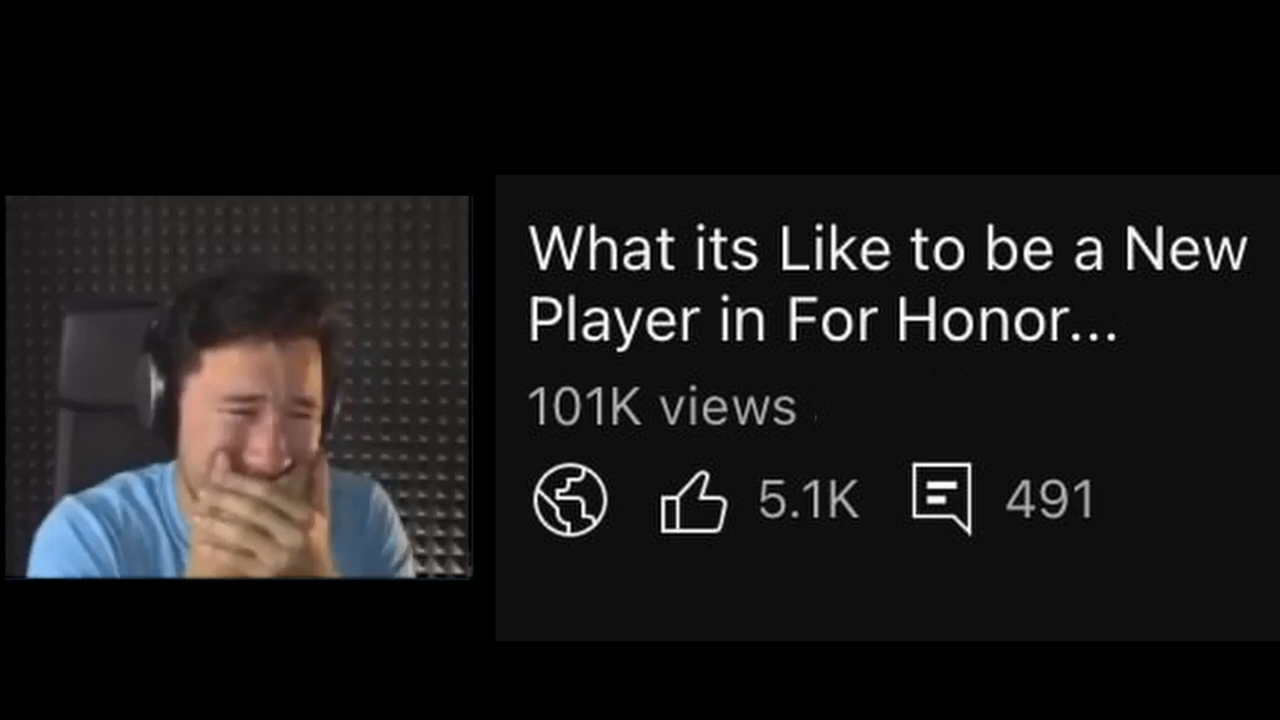 What its Like to be a New
Player in For Honor...
101K views
5.1K 491